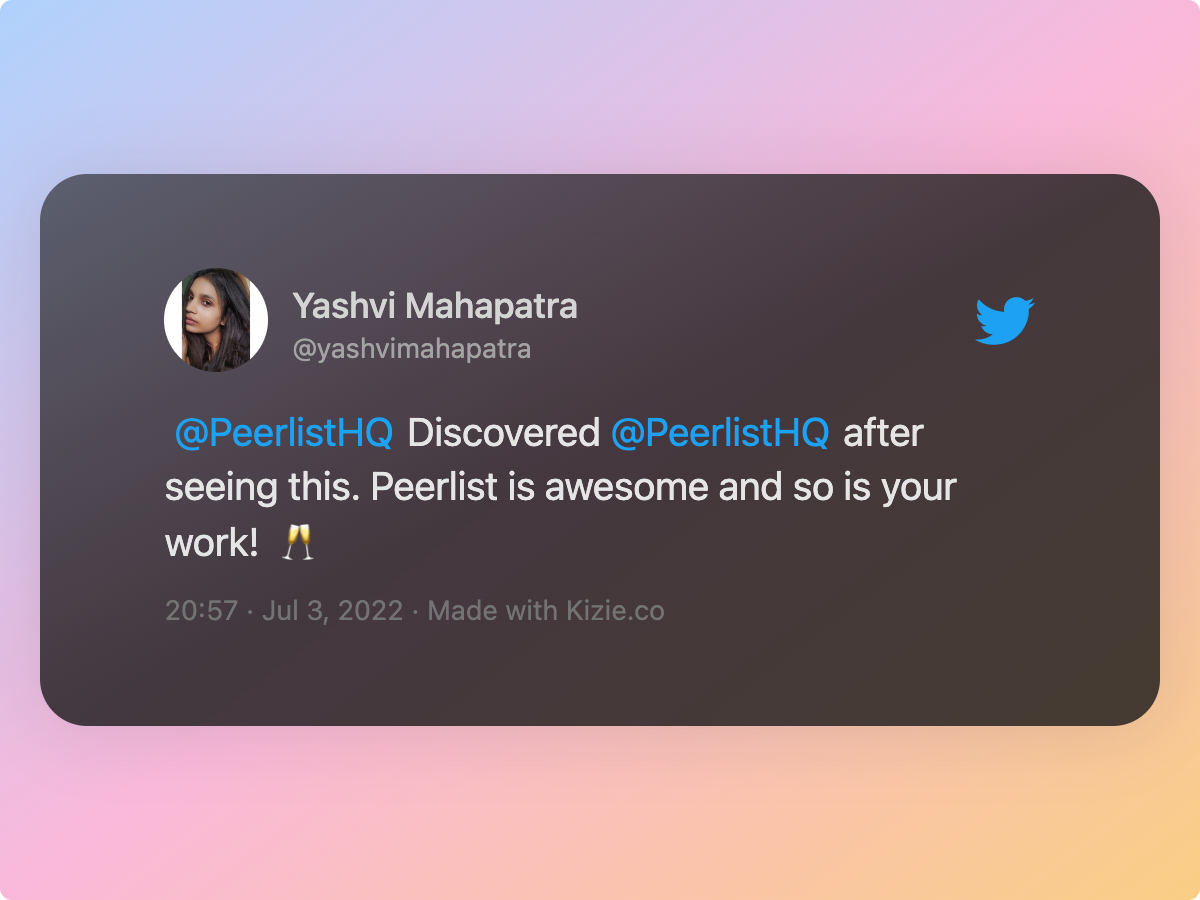 Yashvi Mahapatra
@yashvimahapatra
@PeerlistHQ Discovered @PeerlistHQ after
seeing this. Peerlist is awesome and so is your
work! 🥂
20:57 · Jul 3, 2022 · Made with Kizie.co